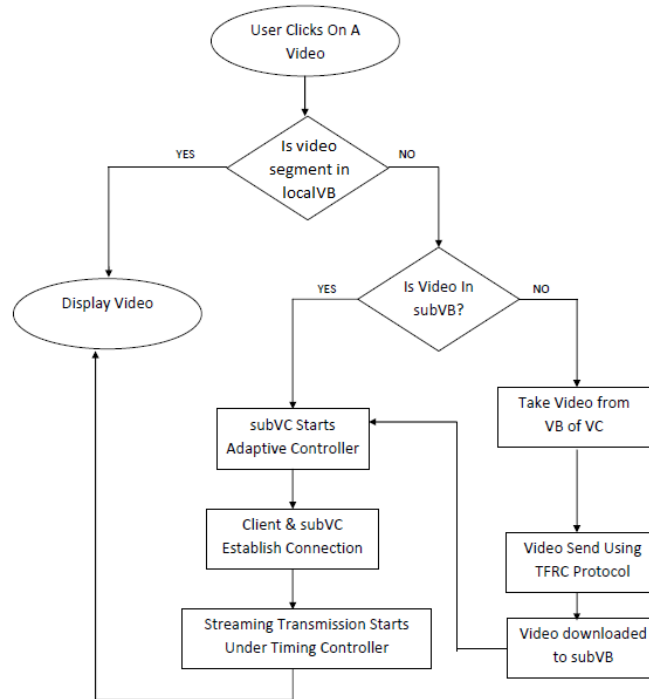 User Clicks On A
Video
Is video
segment in
localVB
YES
NO
Display Video
Is Video In
subVB?
YES
NO
Take Video from
VB of VC
subVC Starts
Adaptive Controller
Client & subVC
Establish Connection
Video Send Using
TFRC Protocol
Streaming Transmission Starts
Under Timing Controller
Video downloaded
to subVB